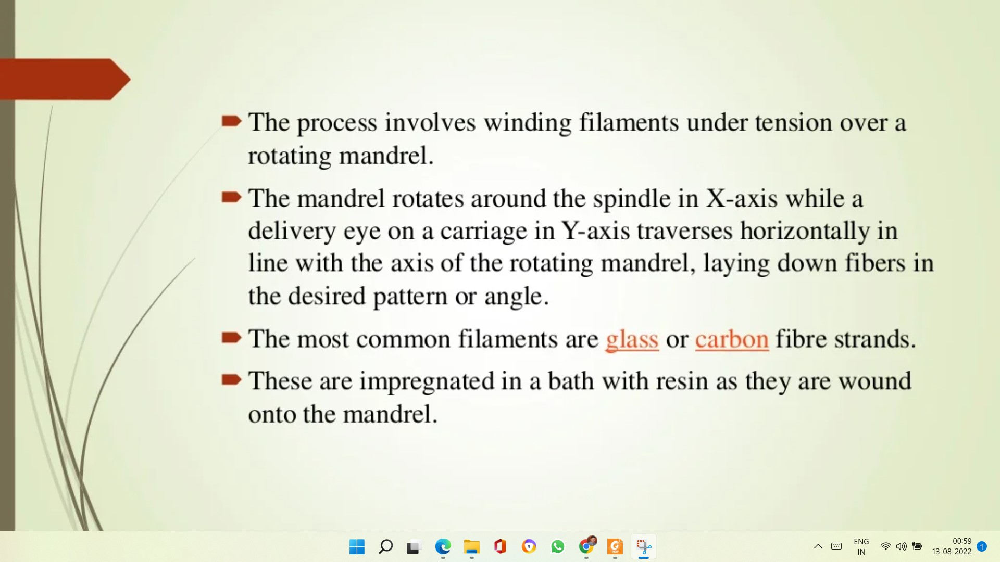 The process involves winding filaments under tension over a
rotating mandrel.
The mandrel rotates around the spindle in X-axis while a
delivery eye on a carriage in Y-axis traverses horizontally in
line with the axis of the rotating mandrel, laying down fibers in
the desired pattern or angle.
The most common filaments are glass or carbon fibre strands.
These are impregnated in a bath with resin as they are wound
onto the mandrel.
ENG
IN
00:59
13-08-2022
1
PDF